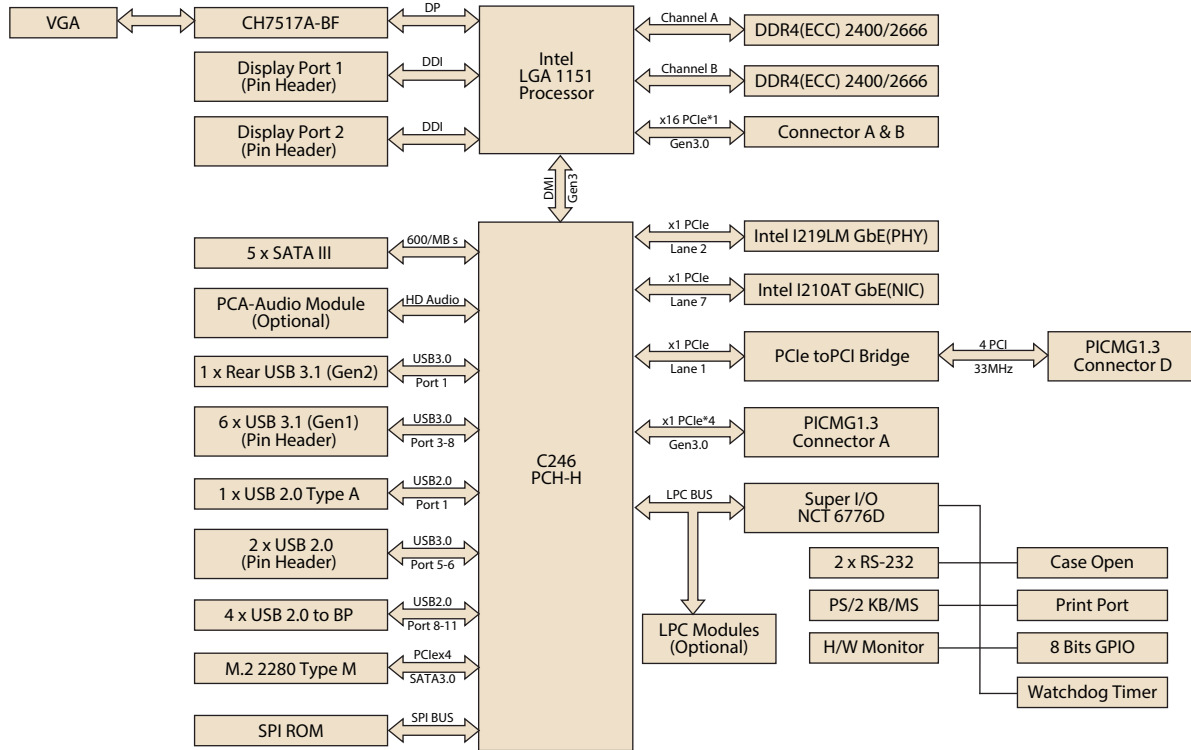 VGA
CH7517A-BF
DP
Intel
LGA 1151
Processor
Channel A
DDR4(ECC) 2400/2666
Display Port 1
(Pin Header)
DDI
Channel B
DDR4(ECC) 2400/2666
Display Port 2
(Pin Header)
DDI
x16 PCIe*1
Gen3.0
Connector A & B
DMI
Gen3
C246
PCH-H
5 x SATA III
600/MB s
x1 PCIe
Lane 2
Intel I219LM GbE(PHY)
PCA-Audio Module
(Optional)
HD Audio
x1 PCIe
Lane 7
Intel I210AT GbE(NIC)
1 x Rear USB 3.1 (Gen2)
USB3.0
Port 1
x1 PCIe
Lane 1
PCIe toPCI Bridge
4 PCI
33MHz
PICMG1.3
Connector D
6 x USB 3.1 (Gen1)
(Pin Header)
USB3.0
Port 3-8
x1 PCIe*4
Gen3.0
PICMG1.3
Connector A
1 x USB 2.0 Type A
USB2.0
Port 1
LPC BUS
Super I/O
NCT 6776D
2 x USB 2.0
(Pin Header)
USB3.0
Port 5-6
2 x RS-232
Case Open
4 x USB 2.0 to BP
USB2.0
Port 8-11
LPC Modules
(Optional)
PS/2 KB/MS
Print Port
H/W Monitor
8 Bits GPIO
M.2 2280 Type M
PCIex4
SATA3.0
Watchdog Timer
SPI ROM
SPI BUS